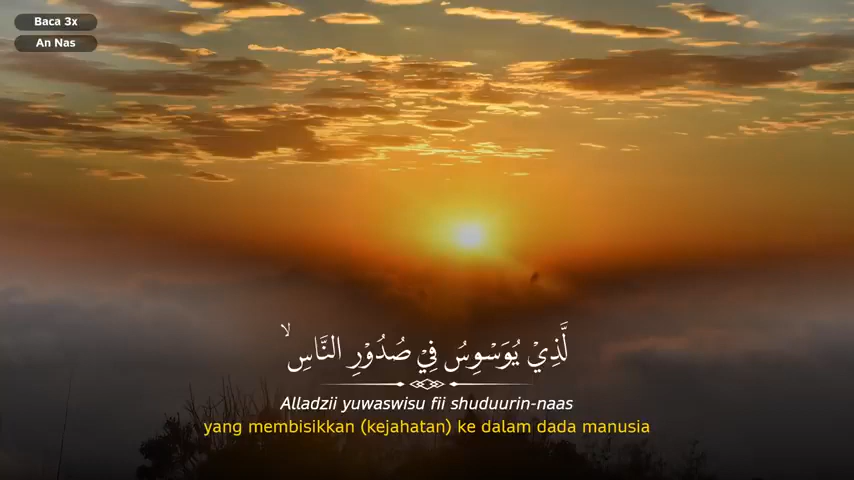 Baca 3x
An Nas
لَّذِيْ يُوَسْوِسُ فِيْ صُدُوْرِ النَّاسِۙ
Alladzii yuwaswisu fii shuduurin-naas
yang membisikkan (kejahatan) ke dalam dada manusia